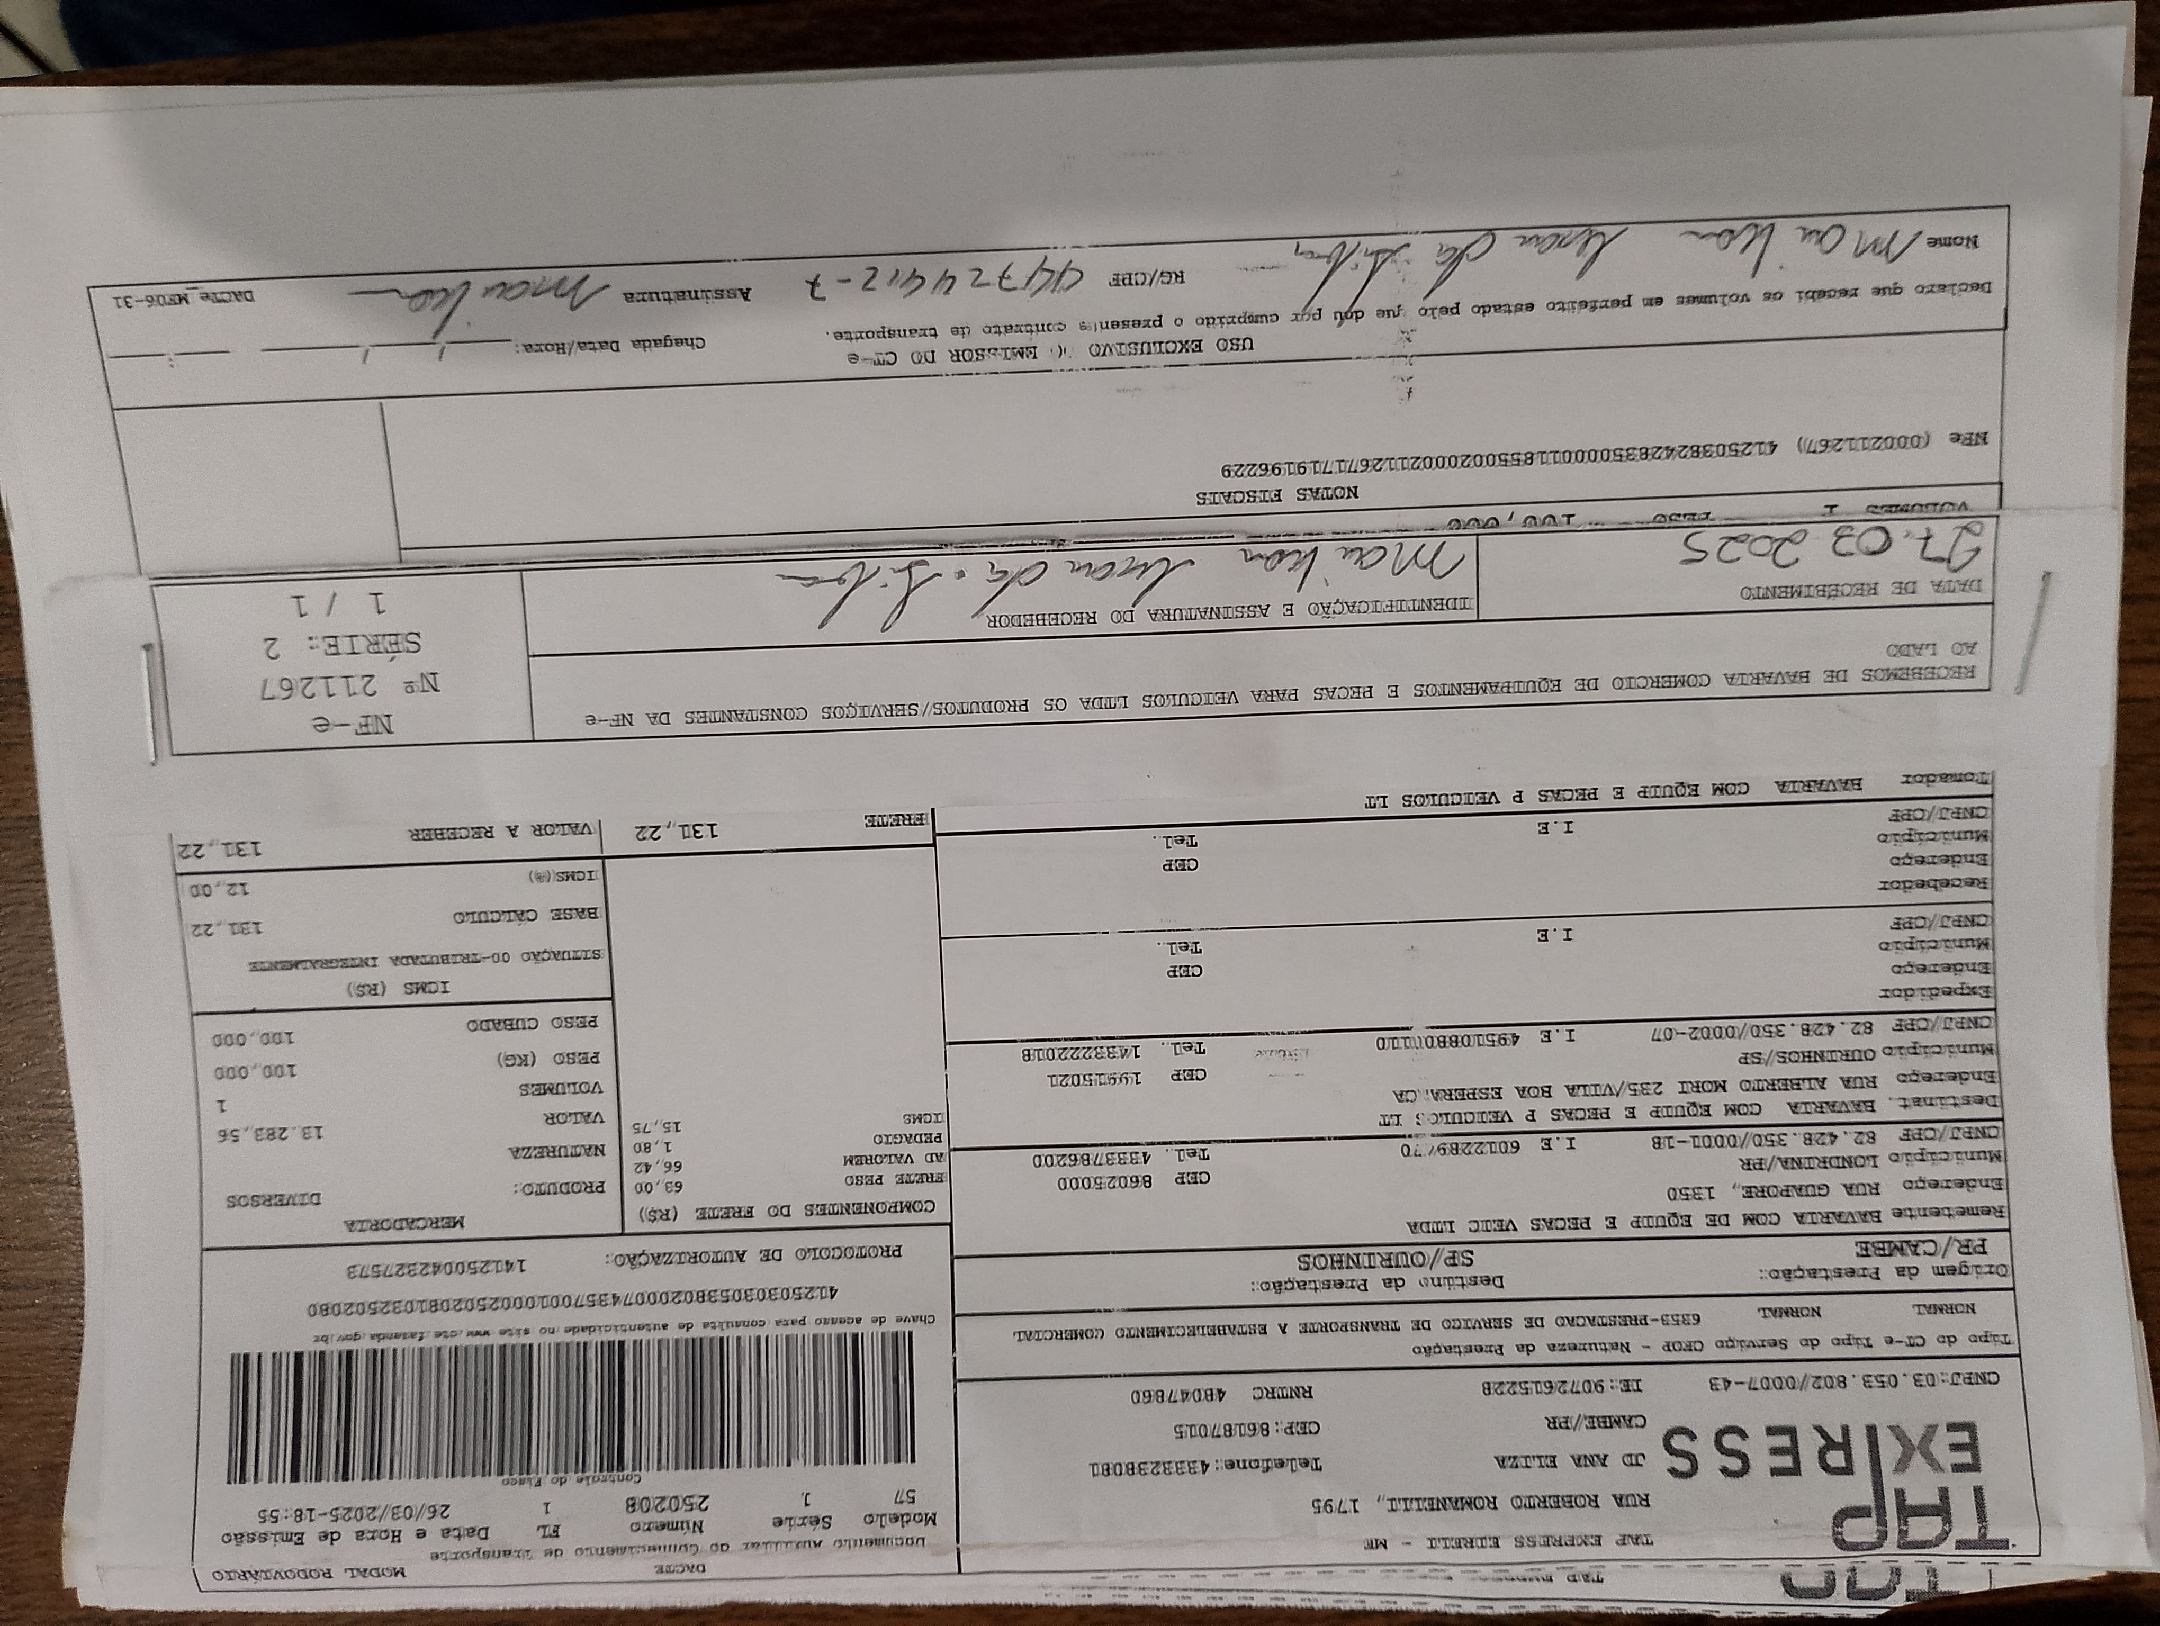 TAP EXPRESS
TAP EXPRESS EIRELI - ME
RUA ROBERTO ROMANELLI, 1795
JD ANA ELIZA Telefone:4333238081
CAMBE/PR CEP:86187015
CNPJ:03.053.802/0007-43 IE:9072615228 RNTRC 48047860
Tipo do CT-e Tipo do Serviço CFOP - Natureza da Prestação
NORMAL NORMAL 6353-PRESTACAO DE SERVICO DE TRANSPORTE A ESTABELECIMENTO COMERCIAL
Origem da Prestação: Destino da Prestação:
PR/CAMBE SP/OURINHOS
DACTE MODAL RODOVIÁRIO
Documento Auxiliar do Conhecimento de Transporte
Modelo Série Número FL Data e Hora de Emissão
57 1 250208 1 26/03/2025-18:55
Controle do Fisco
Chave de acesso para consulta de autenticidade no site www.cte.fazenda.gov.br
41250303053802000743570010002502081032502080
PROTOCOLO DE AUTORIZAÇÃO: 141250042327573
Remetente BAVARIA COM DE EQUIP E PECAS VEIC LTDA
Endereço RUA GUAPORE, 1350
Município LONDRINA/PR CEP 86025000
CNPJ/CPF 82.428.350/0001-18 I.E 6012289770 Tel. 4333786200
Destinat. BAVARIA COM EQUIP E PECAS P VEICULOS LT
Endereço RUA ALBERTO MORI 235/VILA BOA ESPERANCA
Município OURINHOS/SP CEP 19915021
CNPJ/CPF 82.428.350/0002-07 I.E 495108801110 Tel. 1433222018
Expedidor
Endereço
Município CEP
CNPJ/CPF I.E Tel.
Recebedor
Endereço
Município CEP
CNPJ/CPF I.E Tel.
Tomador BAVARIA COM EQUIP E PECAS P VEICULOS LT
COMPONENTES DO FRETE (R$)
FRETE PESO 63,00
AD VALOREM 66,42
PEDAGIO 1,80
ICMS 15,75
FRETE 131,22
MERCADORIA
PRODUTO: DIVERSOS
NATUREZA
VALOR 13.283,56
VOLUMES 1
PESO (KG) 100,000
PESO CUBADO 100,000
ICMS (R$)
SITUAÇÃO 00-TRIBUTADA INTEGRALMENTE
BASE CÁLCULO 131,22
ICMS(%) 12,00
VALOR A RECEBER 131,22
RECEBEMOS DE BAVARIA COMERCIO DE EQUIPAMENTOS E PECAS PARA VEICULOS LTDA OS PRODUTOS/SERVIÇOS CONSTANTES DA NF-e
AO LADO
DATA DE RECEBIMENTO IDENTIFICAÇÃO E ASSINATURA DO RECEBEDOR
27.03 2025
NF-e
Nº 211267
SÉRIE: 2
1 / 1
VOLUMES 1 PESO 100,000
NOTAS FISCAIS
NFe (000211267) 41250382428350000118550020002112671719196229
USO EXCLUSIVO DO EMISSOR DO CT-e Chegada Data/Hora:
Declaro que recebi os volumes em perfeito estado pelo que dou por cumprido o presente contrato de transporte.
Nome RG/CPF 44724412-7 Assinatura Maikon DACTe_MF06-31